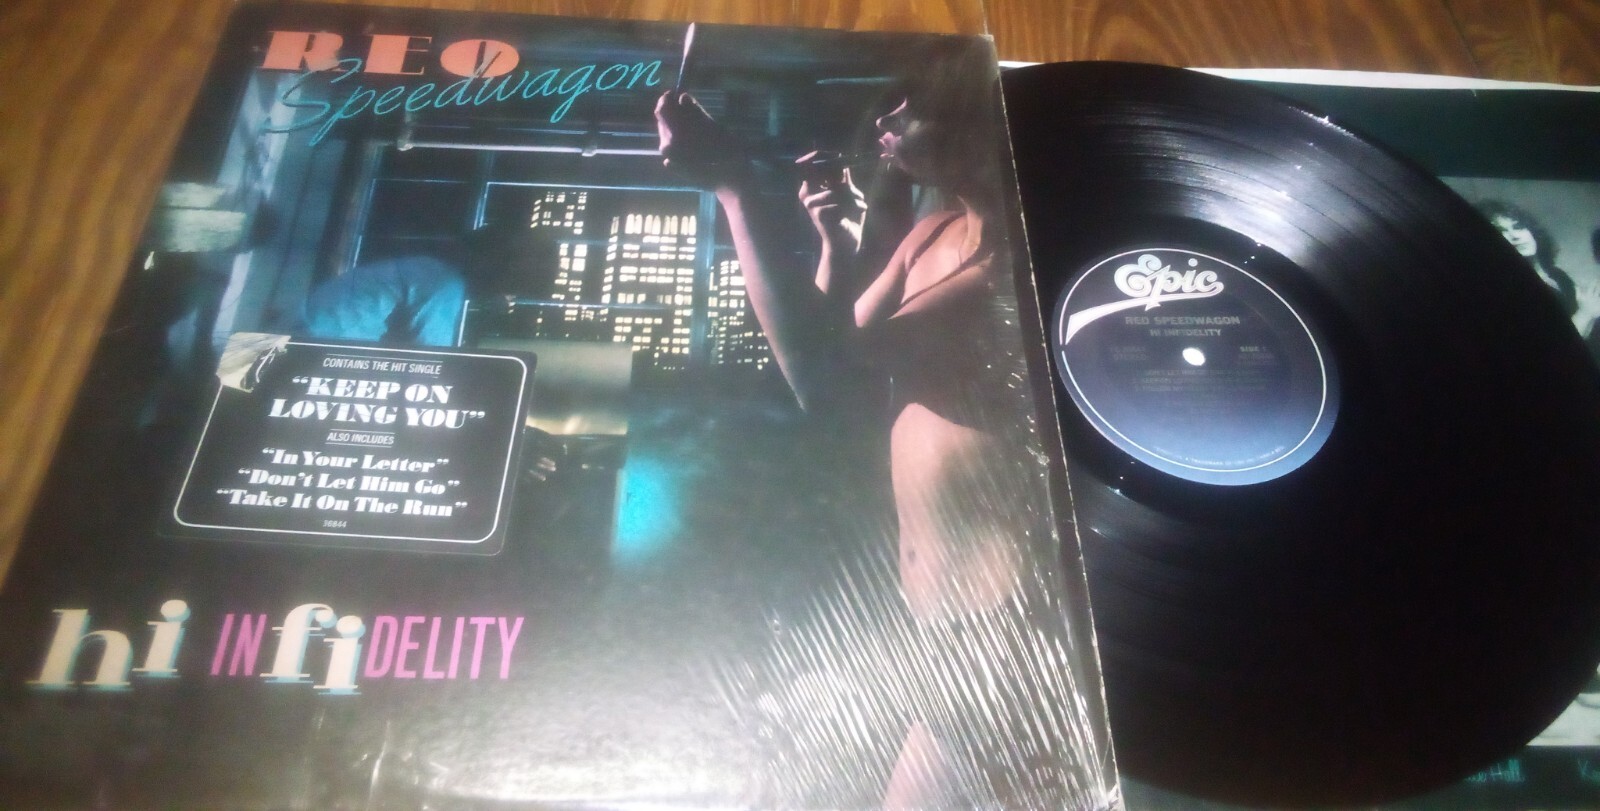 REO
Speedwagon
CONTAINS THE HIT SINGLE
“KEEP ON
LOVING YOU”
ALSO INCLUDES
“In Your Letter”
“Don't Let Him Go”
“Take It On The Run”
36844
hi INfiDELITY
Epic
REO SPEEDWAGON
HI INFIDELITY
STEREO
SIDE 1